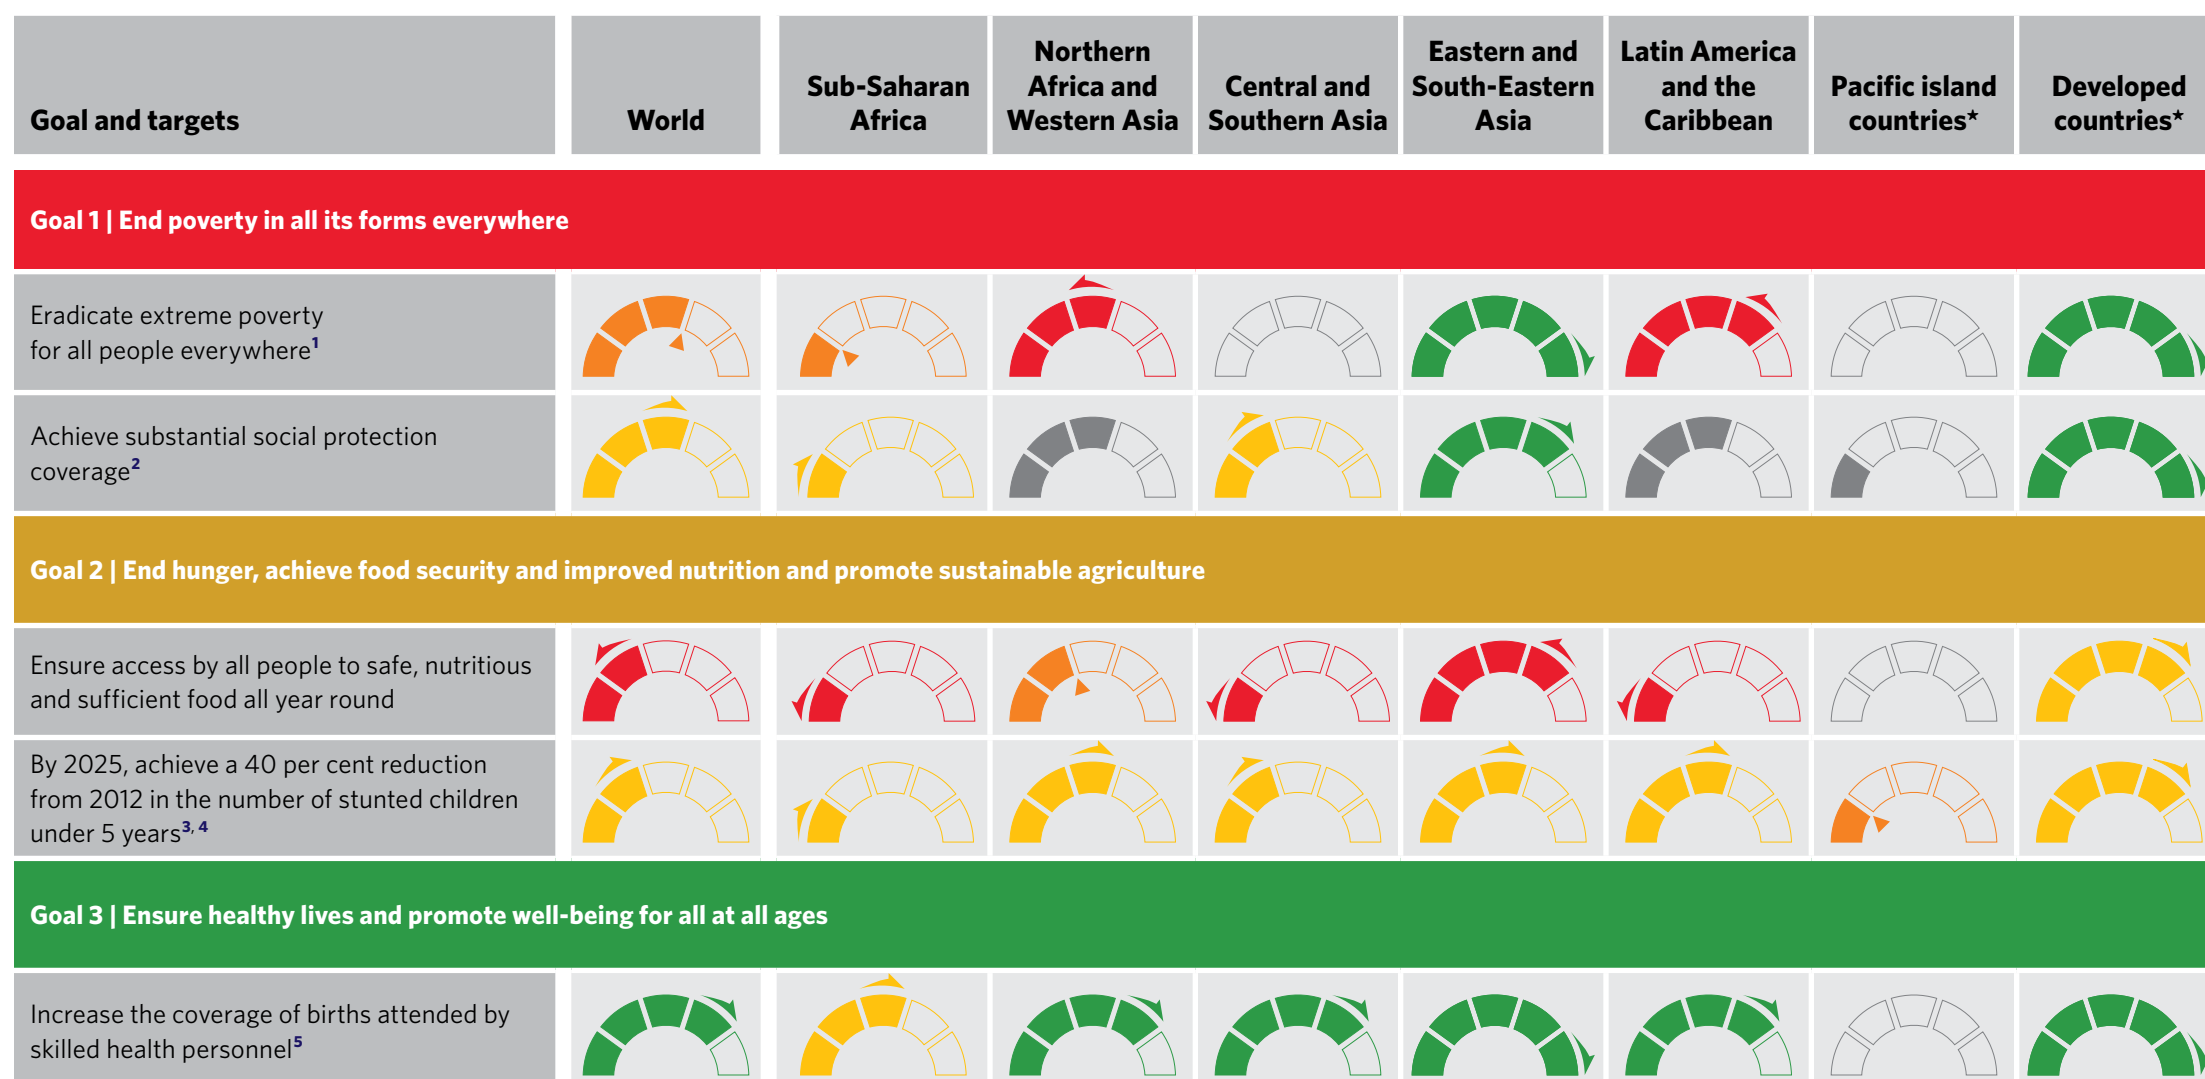 Goal and targets
World
Sub-Saharan
Africa
Northern
Africa and
Western Asia
Central and
Southern Asia
Eastern and
South-Eastern
Asia
Latin America
and the
Caribbean
Pacific island
countries★
Developed
countries★
Goal 1 | End poverty in all its forms everywhere
Eradicate extreme poverty
for all people everywhere1
Achieve substantial social protection
coverage2
Goal 2 | End hunger, achieve food security and improved nutrition and promote sustainable agriculture
Ensure access by all people to safe, nutritious
and sufficient food all year round
By 2025, achieve a 40 per cent reduction
from 2012 in the number of stunted children
under 5 years3, 4
Goal 3 | Ensure healthy lives and promote well-being for all at all ages
Increase the coverage of births attended by
skilled health personnel5